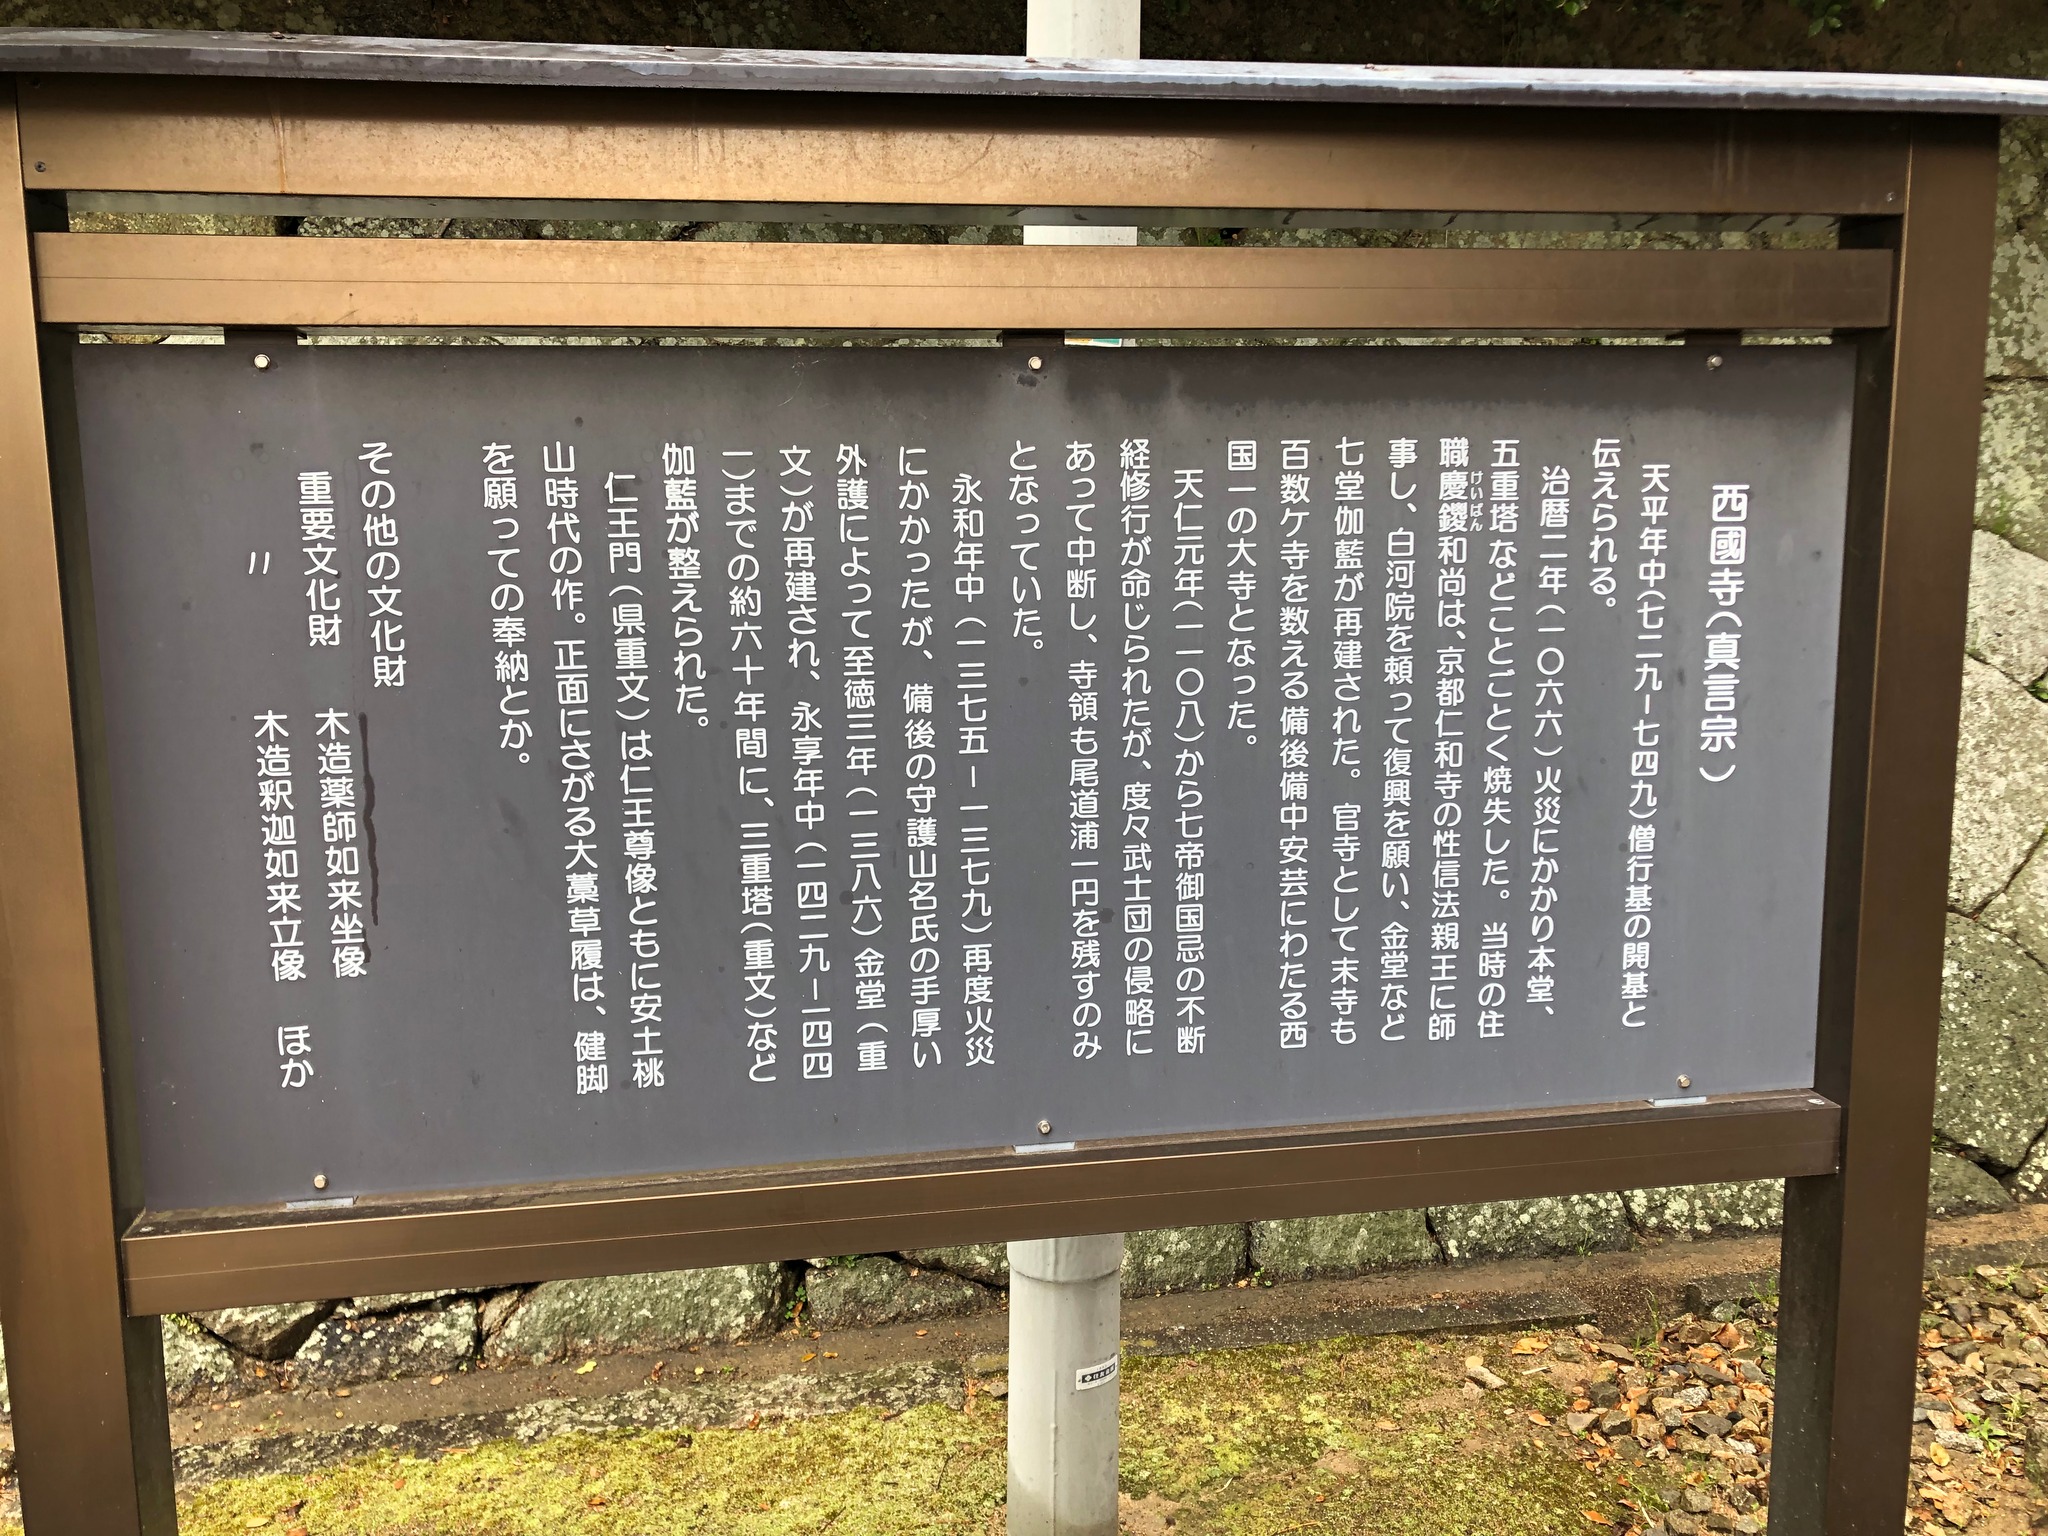 西國寺(真言宗)
天平年中(七二九ー七四九)僧行基の開基と
伝えられる。
治暦二年(一〇六六)火災にかかり本堂、
五重塔などことごとく焼失した。当時の住
職慶鑁和尚は、京都仁和寺の性信法親王に師
けいばん
事し、白河院を頼って復興を願い、金堂など
七堂伽藍が再建された。官寺として末寺も
百数ケ寺を数える備後備中安芸にわたる西
国一の大寺となった。
天仁元年(一一〇八)から七帝御国忌の不断
経修行が命じられたが、度々武士団の侵略に
あって中断し、寺領も尾道浦一円を残すのみ
となっていた。
永和年中(一三七五ー一三七九)再度火災
にかかったが、備後の守護山名氏の手厚い
外護によって至徳三年(一三八六)金堂(重
文)が再建され、永享年中(一四二九ー一四四
一)までの約六十年間に、三重塔(重文)など
伽藍が整えられた。
仁王門(県重文)は仁王尊像ともに安土桃
山時代の作。正面にさがる大藁草履は、健脚
を願っての奉納とか。
その他の文化財
重要文化財 木造薬師如来坐像
〃 木造釈迦如来立像 ほか